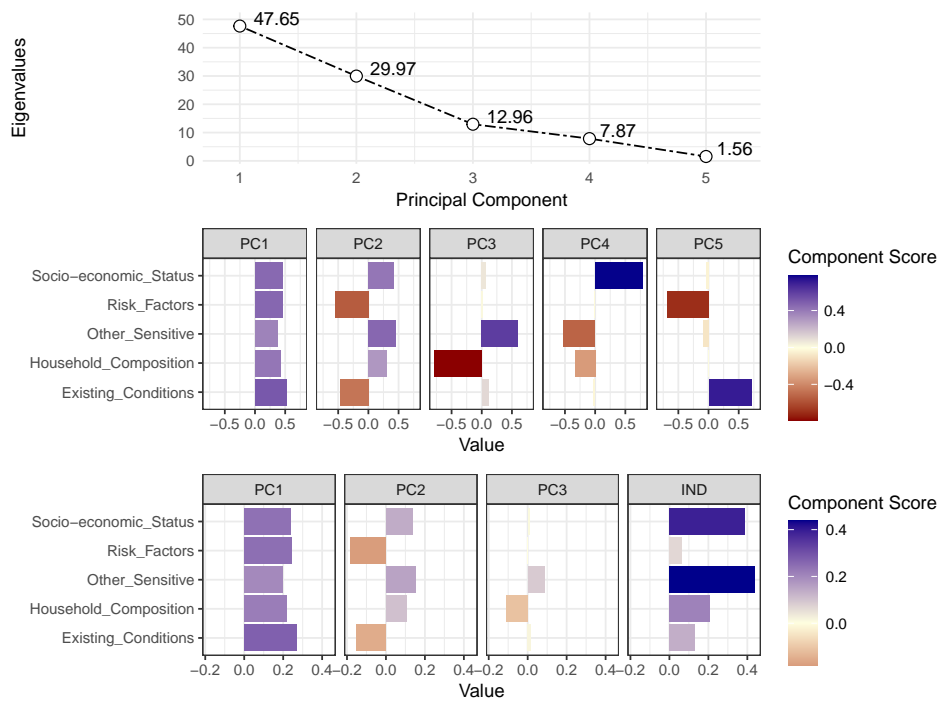 Eigenvalues
50
40
30
20
10
0
47.65
29.97
12.96
7.87
1.56
1 2 3 4 5
Principal Component
PC1 PC2 PC3 PC4 PC5
Socio−economic_Status
Risk_Factors
Other_Sensitive
Household_Composition
Existing_Conditions
−0.5 0.0 0.5 −0.5 0.0 0.5 −0.5 0.0 0.5 −0.5 0.0 0.5 −0.5 0.0 0.5
Value
Component Score
0.4
0.0
−0.4
PC1 PC2 PC3 IND
Socio−economic_Status
Risk_Factors
Other_Sensitive
Household_Composition
Existing_Conditions
−0.2 0.0 0.2 0.4 −0.2 0.0 0.2 0.4 −0.2 0.0 0.2 0.4 −0.2 0.0 0.2 0.4
Value
Component Score
0.4
0.2
0.0